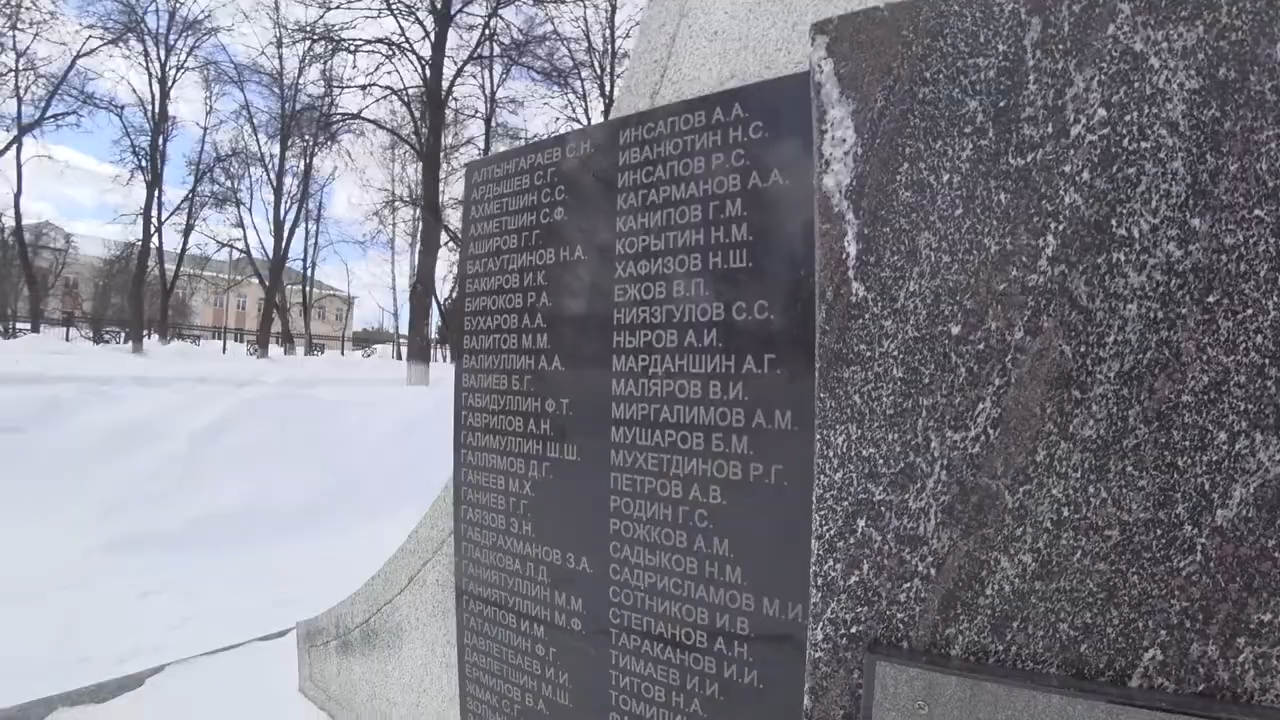 АЛТЫНГАРАЕВ С.Н.
АРДЫШЕВ С.Г.
АХМЕТШИН С.С.
АХМЕТШИН С.Ф.
АШИРОВ Г.Г.
БАГАУТДИНОВ Н.А.
БАКИРОВ И.К.
БИРЮКОВ Р.А.
БУХАРОВ А.А.
ВАЛИТОВ М.М.
ВАЛИУЛЛИН А.А.
ВАЛИЕВ Б.Г.
ГАБИДУЛЛИН Ф.Т.
ГАВРИЛОВ А.Н.
ГАЛИМУЛЛИН Ш.Ш.
ГАЛЛЯМОВ Д.Г.
ГАНЕЕВ М.Х.
ГАНИЕВ Г.Г.
ГАЯЗОВ Э.Н.
ГАБДРАХМАНОВ З.А.
ГЛАДКОВА Л.Д.
ГАНИЯТУЛЛИН М.М.
ГАНИЯТУЛЛИН М.Ф.
ГАРИПОВ И.М.
ГАТАУЛЛИН Ф.Г.
ДАВЛЕТБАЕВ И.И.
ДАВЛЕТШИН М.Ш.
ЕРМИЛОВ В.А.
ЖМАК С.Г.
ИНСАПОВ А.А.
ИВАНЮТИН Н.С.
ИНСАПОВ Р.С.
КАГАРМАНОВ А.А.
КАНИПОВ Г.М.
КОРЫТИН Н.М.
ХАФИЗОВ Н.Ш.
ЕЖОВ В.П.
НИЯЗГУЛОВ С.С.
НЫРОВ А.И.
МАРДАНШИН А.Г.
МАЛЯРОВ В.И.
МИРГАЛИМОВ А.М.
МУШАРОВ Б.М.
МУХЕТДИНОВ Р.Г.
ПЕТРОВ А.В.
РОДИН Г.С.
РОЖКОВ А.М.
САДЫКОВ Н.М.
САДРИСЛАМОВ М.И.
СОТНИКОВ И.В.
СТЕПАНОВ А.Н.
ТАРАКАНОВ И.И.
ТИМАЕВ И.И.
ТИТОВ Н.А.